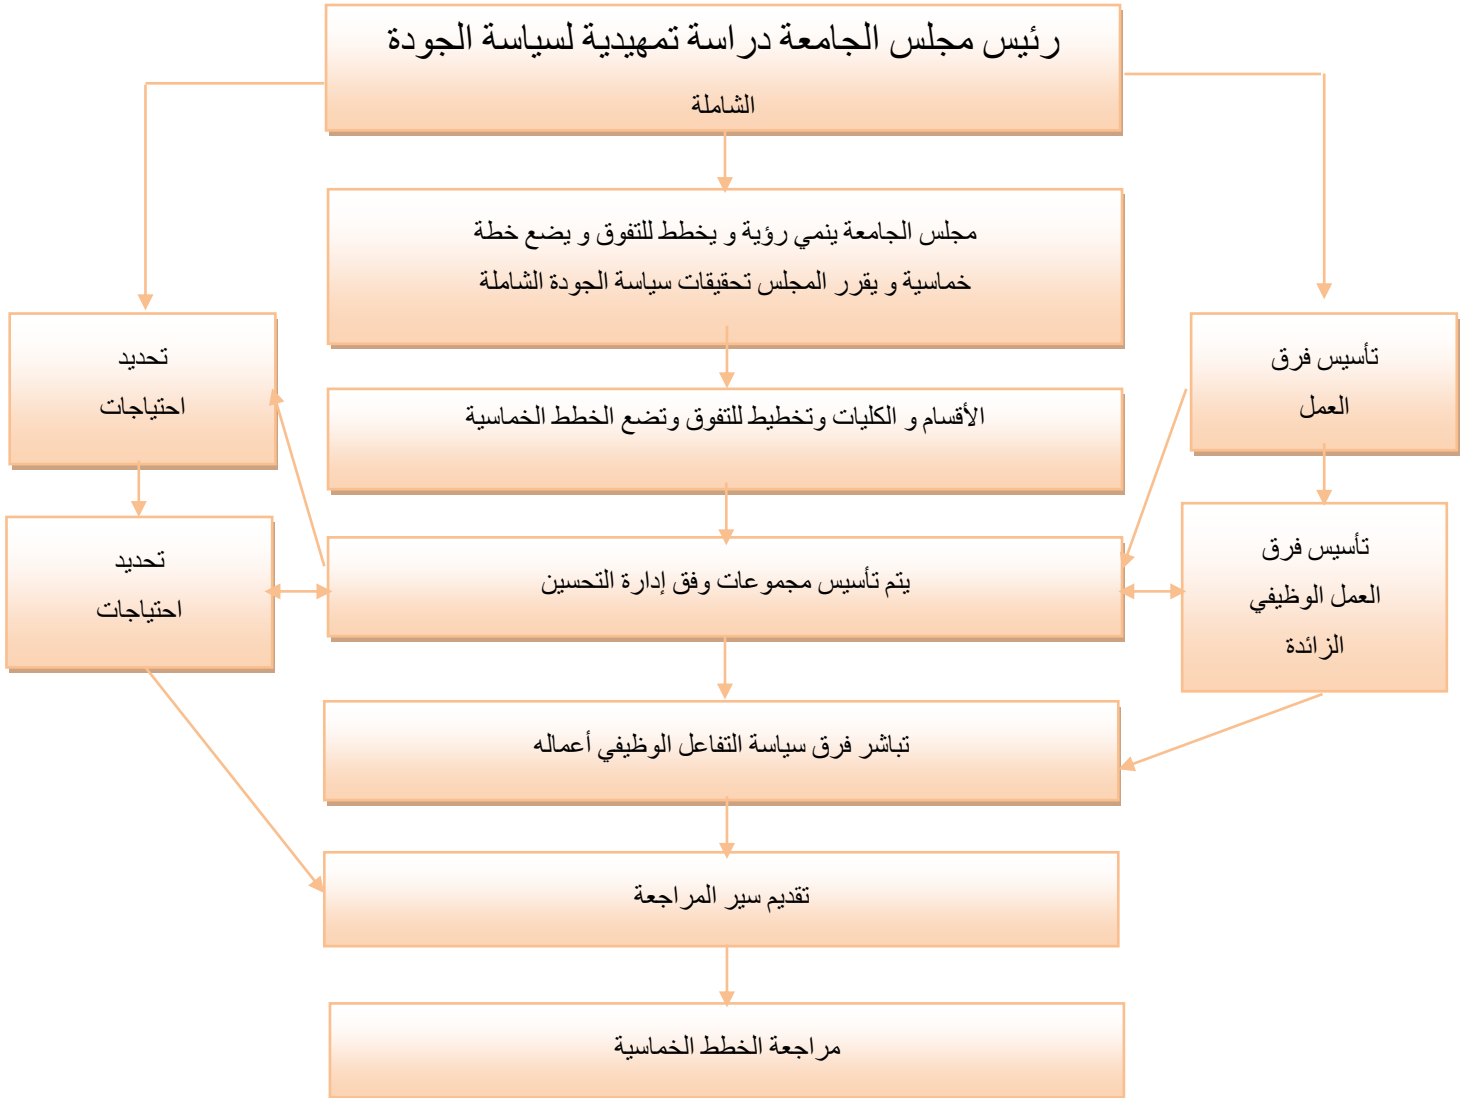 رئيس مجلس الجامعة دراسة تمهيدية لسياسة الجودة
الشاملة
مجلس الجامعة ينمي رؤية و يخطط للتفوق و يضع خطة
خماسية و يقرر المجلس تحقيقات سياسة الجودة الشاملة
تأسيس فرق
العمل
تحديد
احتياجات
الأقسام و الكليات وتخطيط للتفوق وتضع الخطط الخماسية
تأسيس فرق
العمل الوظيفي
الزائدة
يتم تأسيس مجموعات وفق إدارة التحسين
تحديد
احتياجات
تباشر فرق سياسة التفاعل الوظيفي أعماله
تقديم سير المراجعة
مراجعة الخطط الخماسية